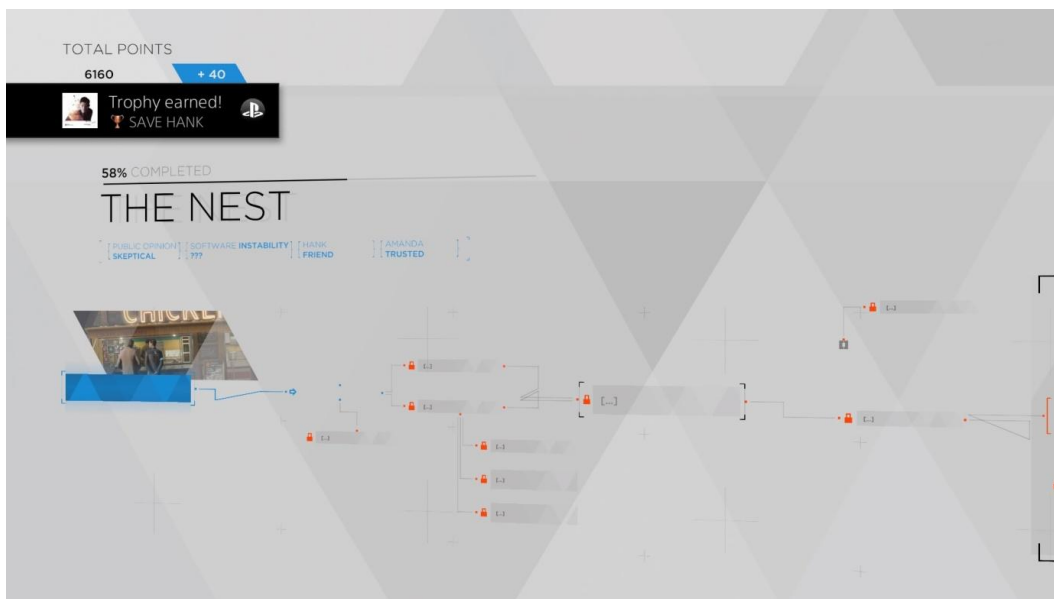 TOTAL POINTS
6160 + 40
Trophy earned!
SAVE HANK
58% COMPLETED
THE NEST
PUBLIC OPINION SOFTWARE INSTABILITY HANK AMANDA
SKEPTICAL ??? FRIEND TRUSTED
CHICKE
[...]
[...]
[...]
[...]
[...]
[...]
[...]
[...]
[...]